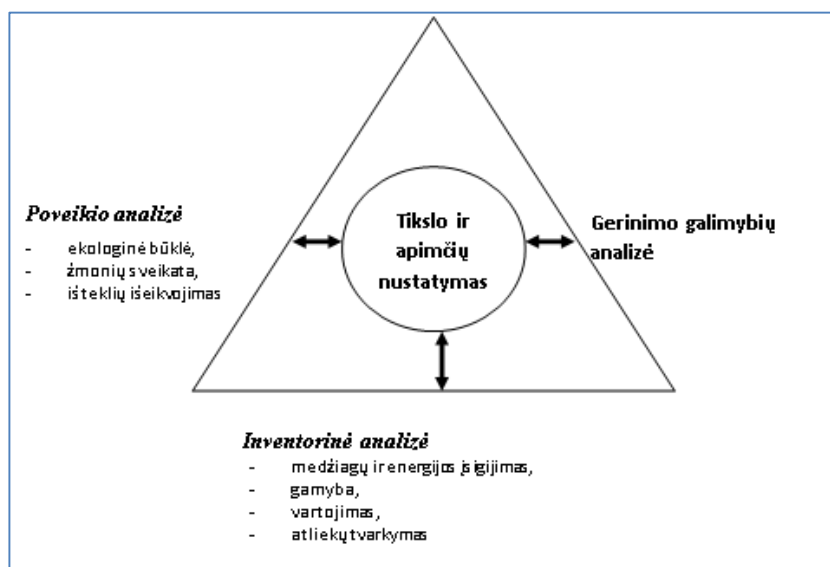 Poveikio analizė
- ekologinė būklė,
- žmonių sveikata,
- išteklių išeikvojimas
Tikslo ir
apimčių
nustatymas
Gerinimo galimybių
analizė
Inventorinė analizė
- medžiagų ir energijos įsigijimas,
- gamyba,
- vartojimas,
- atliekų tvarkymas